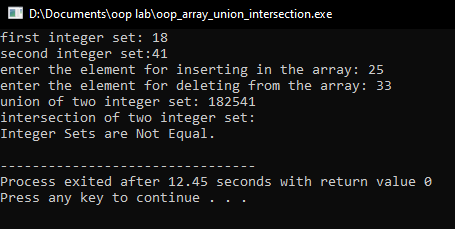 D:\Documents\oop lab\oop_array_union_intersection.exe
first integer set: 18
second integer set:41
enter the element for inserting in the array: 25
enter the element for deleting from the array: 33
union of two integer set: 182541
intersection of two integer set:
Integer Sets are Not Equal.
--------------------------------
Process exited after 12.45 seconds with return value 0
Press any key to continue . . .